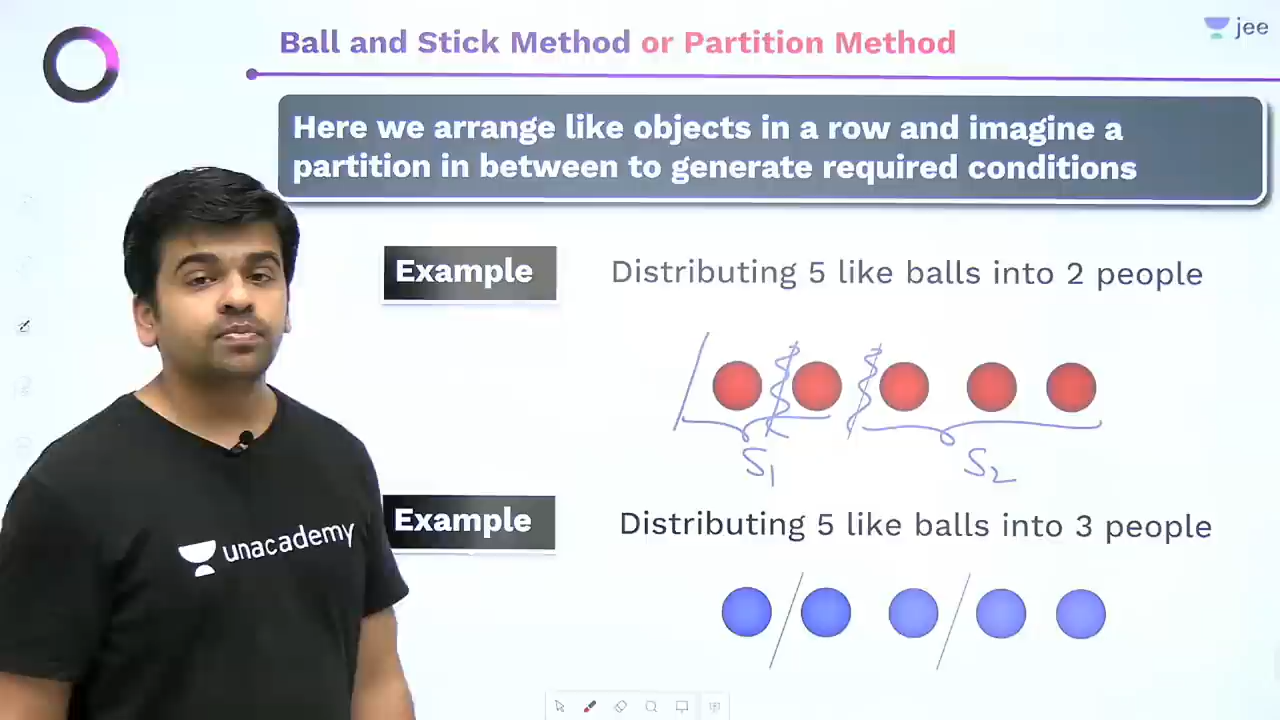 Ball and Stick Method or Partition Method
jee
Here we arrange like objects in a row and imagine a
partition in between to generate required conditions
Example
Distributing 5 like balls into 2 people
S1
S2
Example
Distributing 5 like balls into 3 people
unacademy